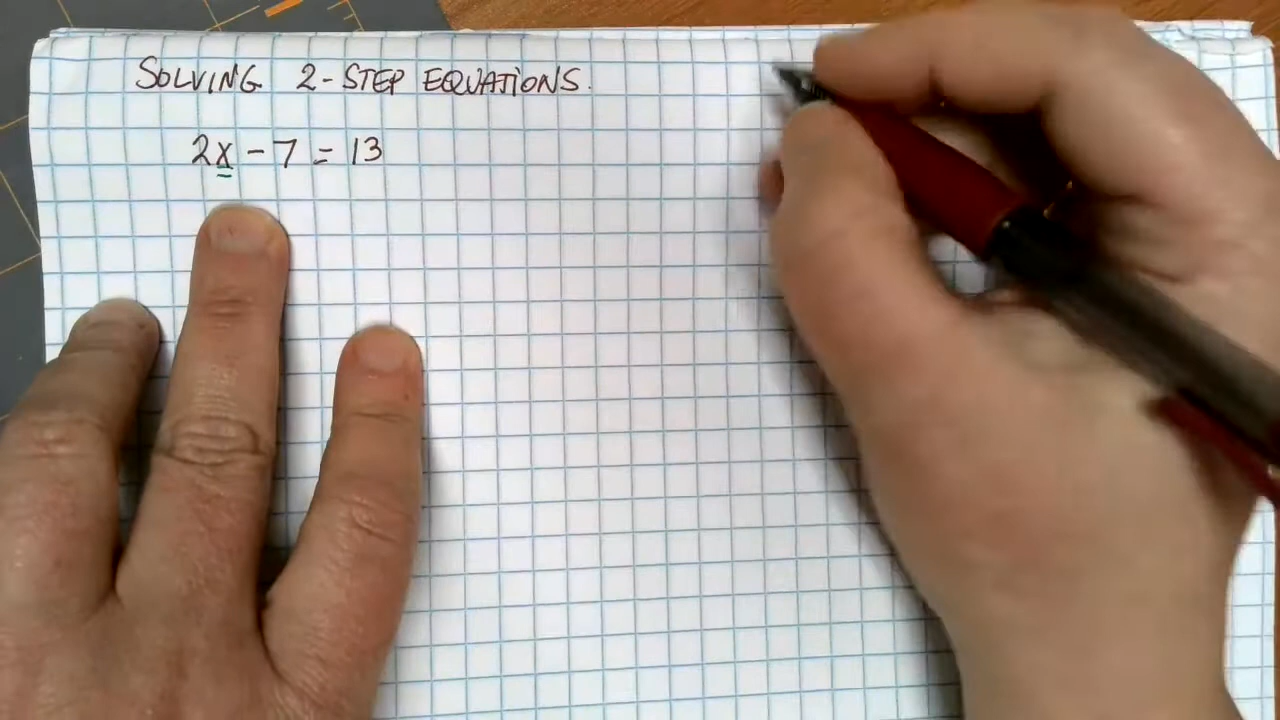 SOLVING 2-STEP EQUATIONS.
2x - 7 = 13